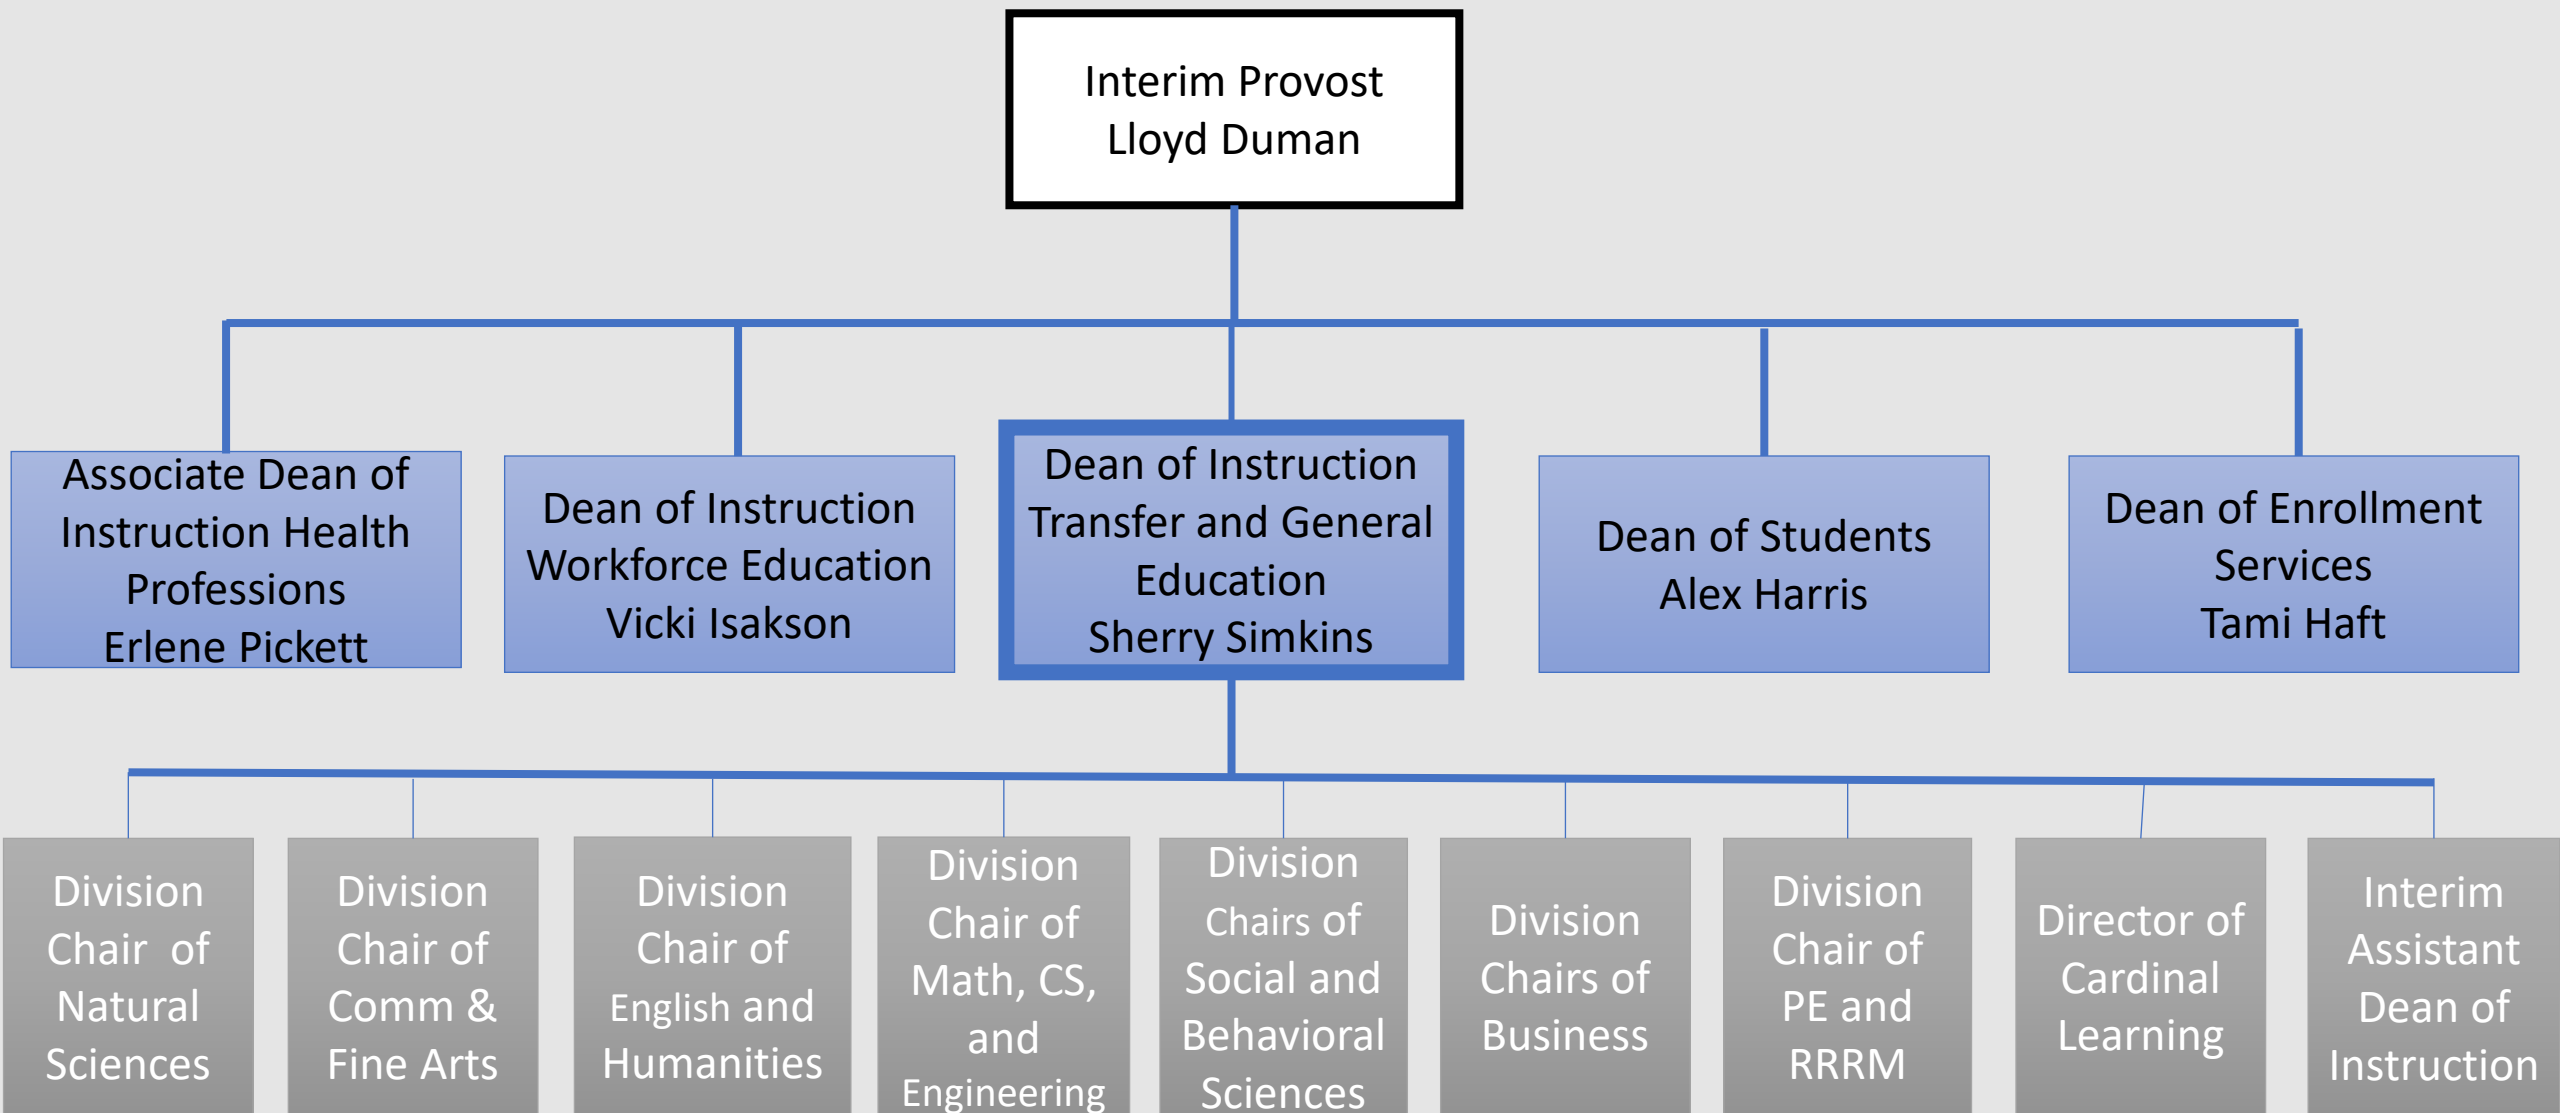 Interim Provost
Lloyd Duman
Associate Dean of
Instruction Health
Professions
Erlene Pickett
Dean of Instruction
Workforce Education
Vicki Isakson
Dean of Instruction
Transfer and General
Education
Sherry Simkins
Dean of Students
Alex Harris
Dean of Enrollment
Services
Tami Haft
Division
Chair of
Natural
Sciences
Division
Chair of
Comm &
Fine Arts
Division
Chair of
English and
Humanities
Division
Chair of
Math, CS,
and
Engineering
Division
Chairs of
Social and
Behavioral
Sciences
Division
Chairs of
Business
Division
Chair of
PE and
RRRM
Director of
Cardinal
Learning
Interim
Assistant
Dean of
Instruction